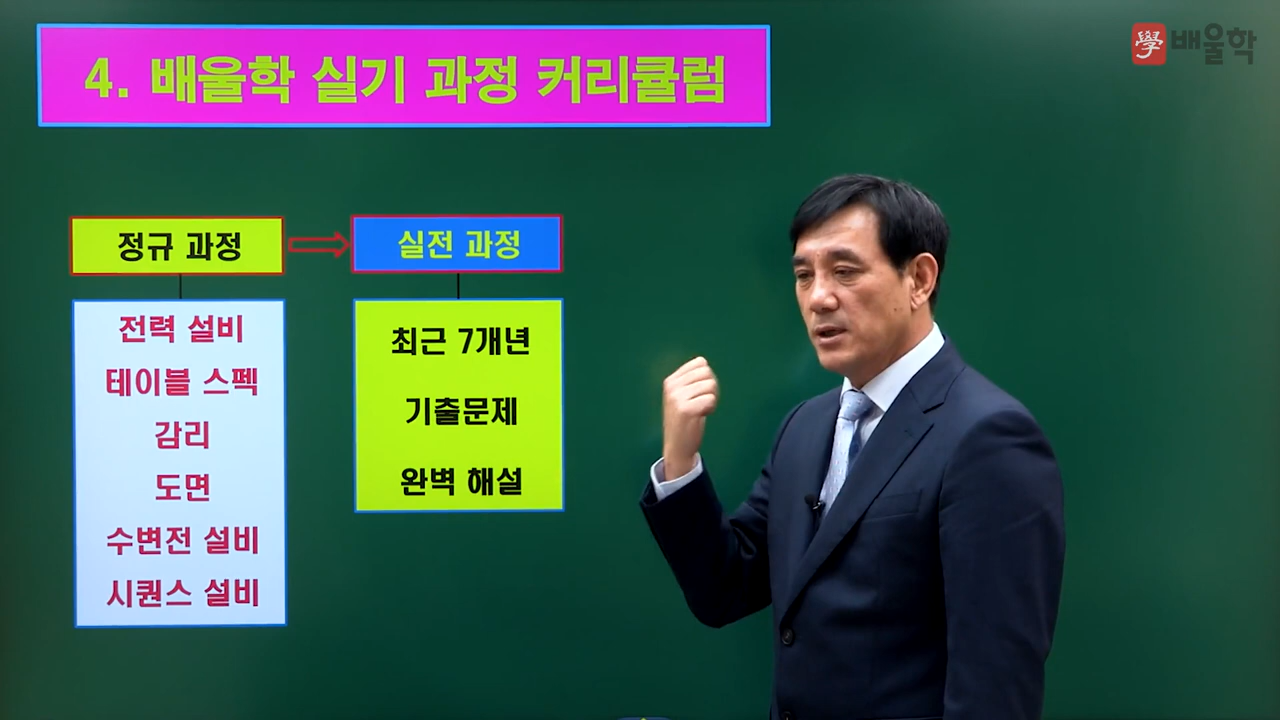 4. 배울학 실기 과정 커리큘럼
學배울학
정규 과정
실전 과정
전력 설비
테이블 스펙
감리
도면
수변전 설비
시퀀스 설비
최근 7개년
기출문제
완벽 해설